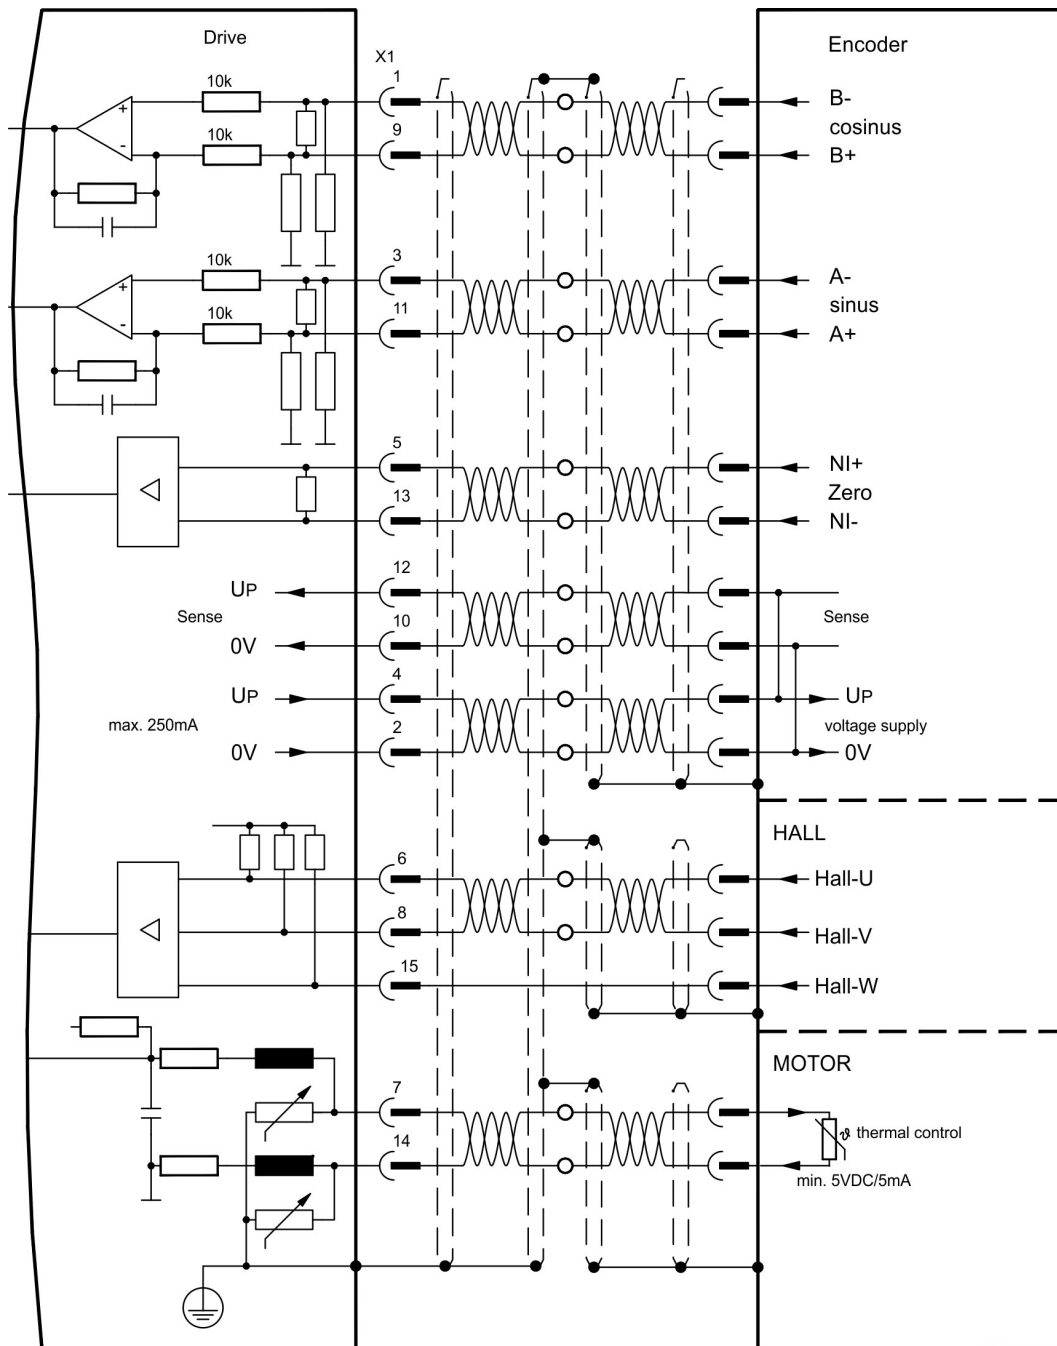 Drive
Encoder
X1
1
10k
B-
cosinus
9
10k
B+
3
10k
A-
sinus
11
10k
A+
5
NI+
Zero
13
NI-
12
UP
Sense
Sense
10
0V
4
UP
UP
max. 250mA
voltage supply
2
0V
0V
HALL
6
Hall-U
8
Hall-V
15
Hall-W
MOTOR
7
ϑ thermal control
14
min. 5VDC/5mA